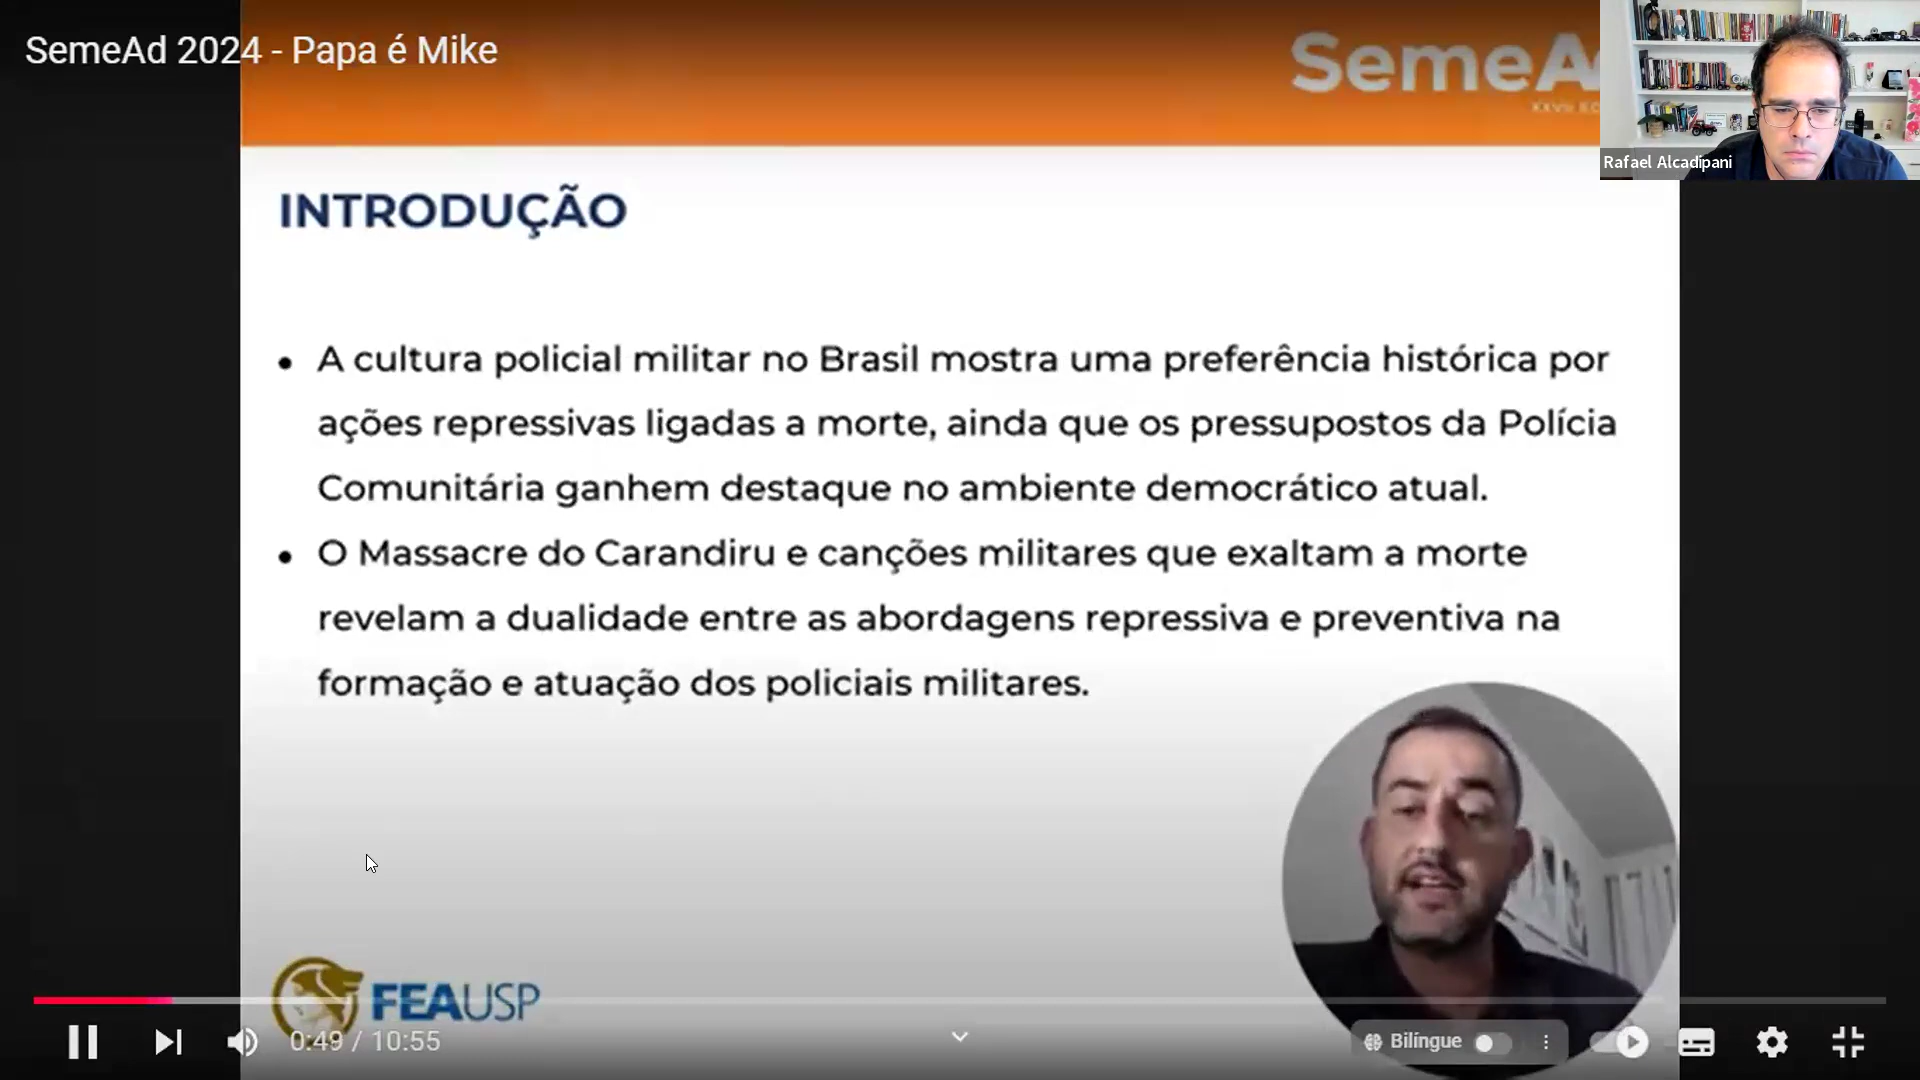 SemeAd 2024 - Papa é Mike
SemeA
Rafael Alcadipani
INTRODUÇÃO
• A cultura policial militar no Brasil mostra uma preferência histórica por
ações repressivas ligadas a morte, ainda que os pressupostos da Polícia
Comunitária ganhem destaque no ambiente democrático atual.
• O Massacre do Carandiru e canções militares que exaltam a morte
revelam a dualidade entre as abordagens repressiva e preventiva na
formação e atuação dos policiais militares.
FEAUSP
0:49 / 10:55
Bilíngue